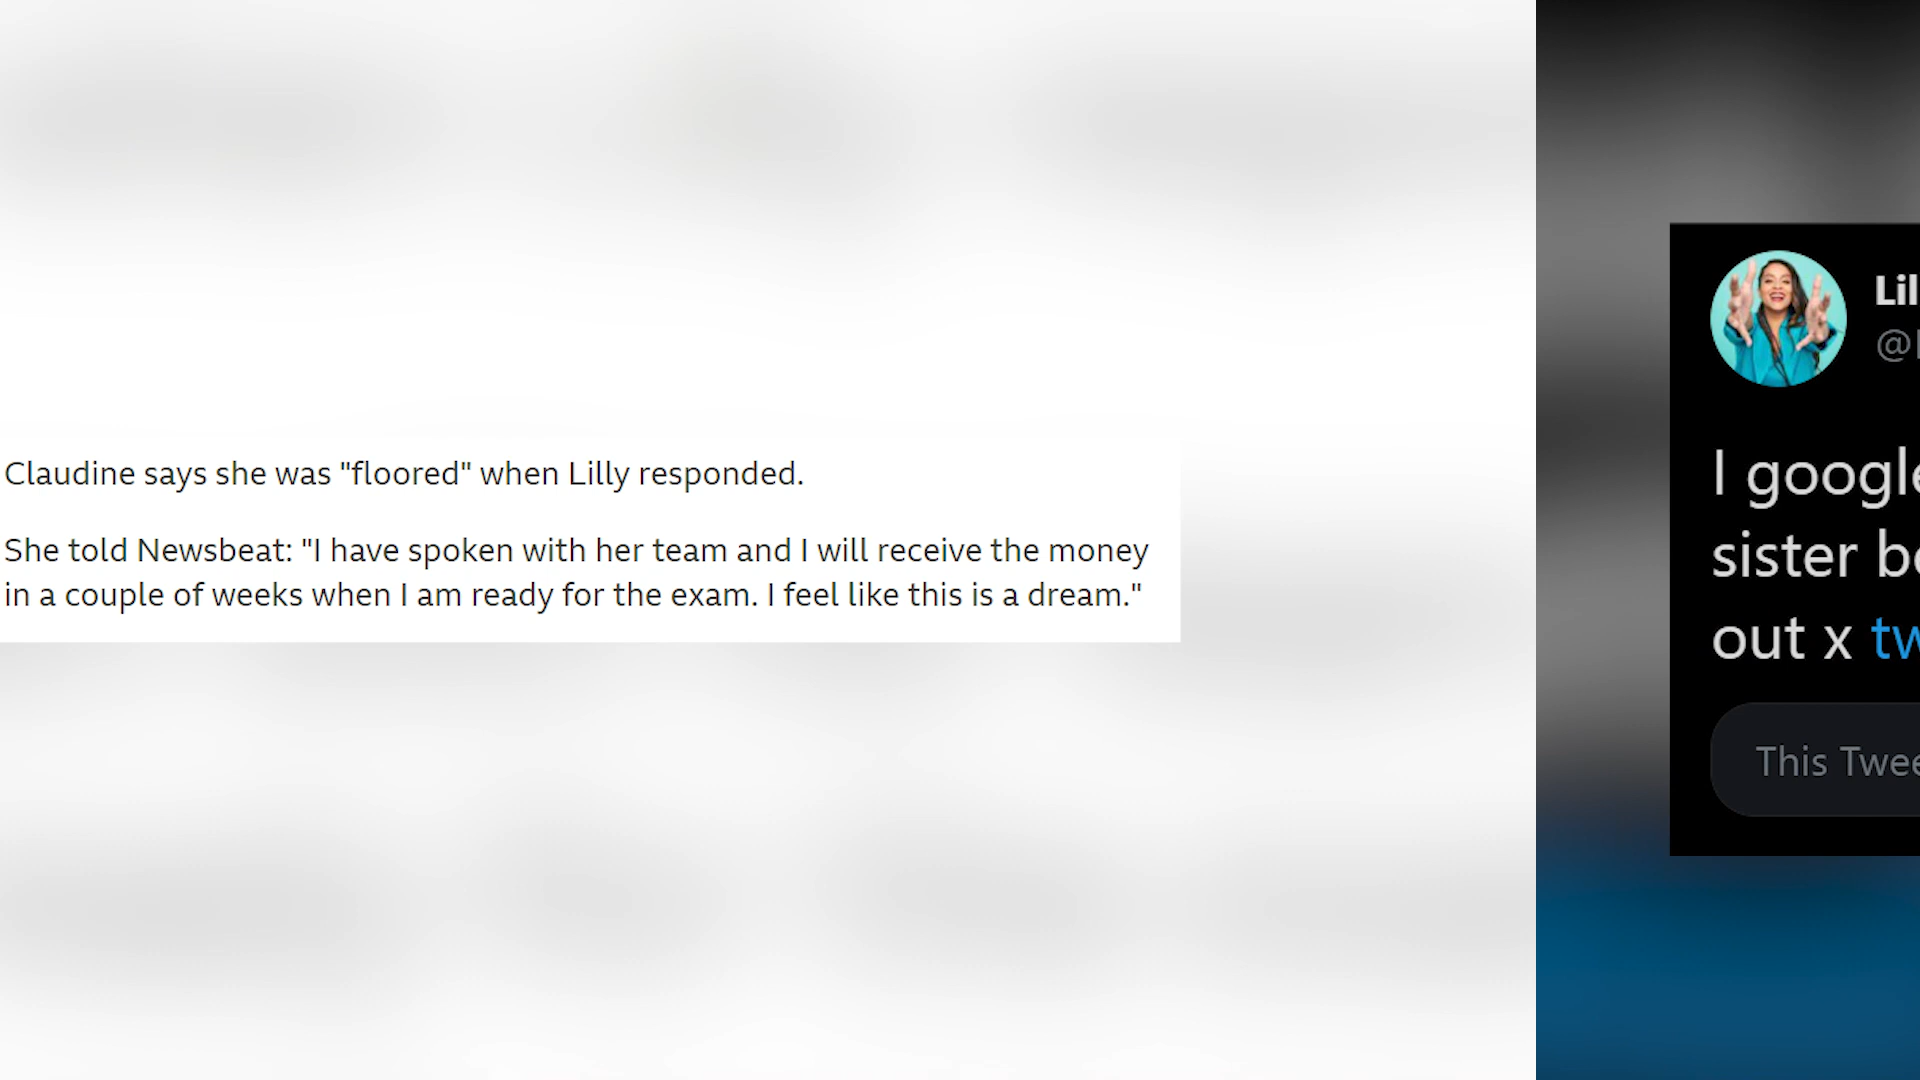 Claudine says she was "floored" when Lilly responded.
She told Newsbeat: "I have spoken with her team and I will receive the money
in a couple of weeks when I am ready for the exam. I feel like this is a dream."
Lil
@
I google
sister
out x tw
This Twee